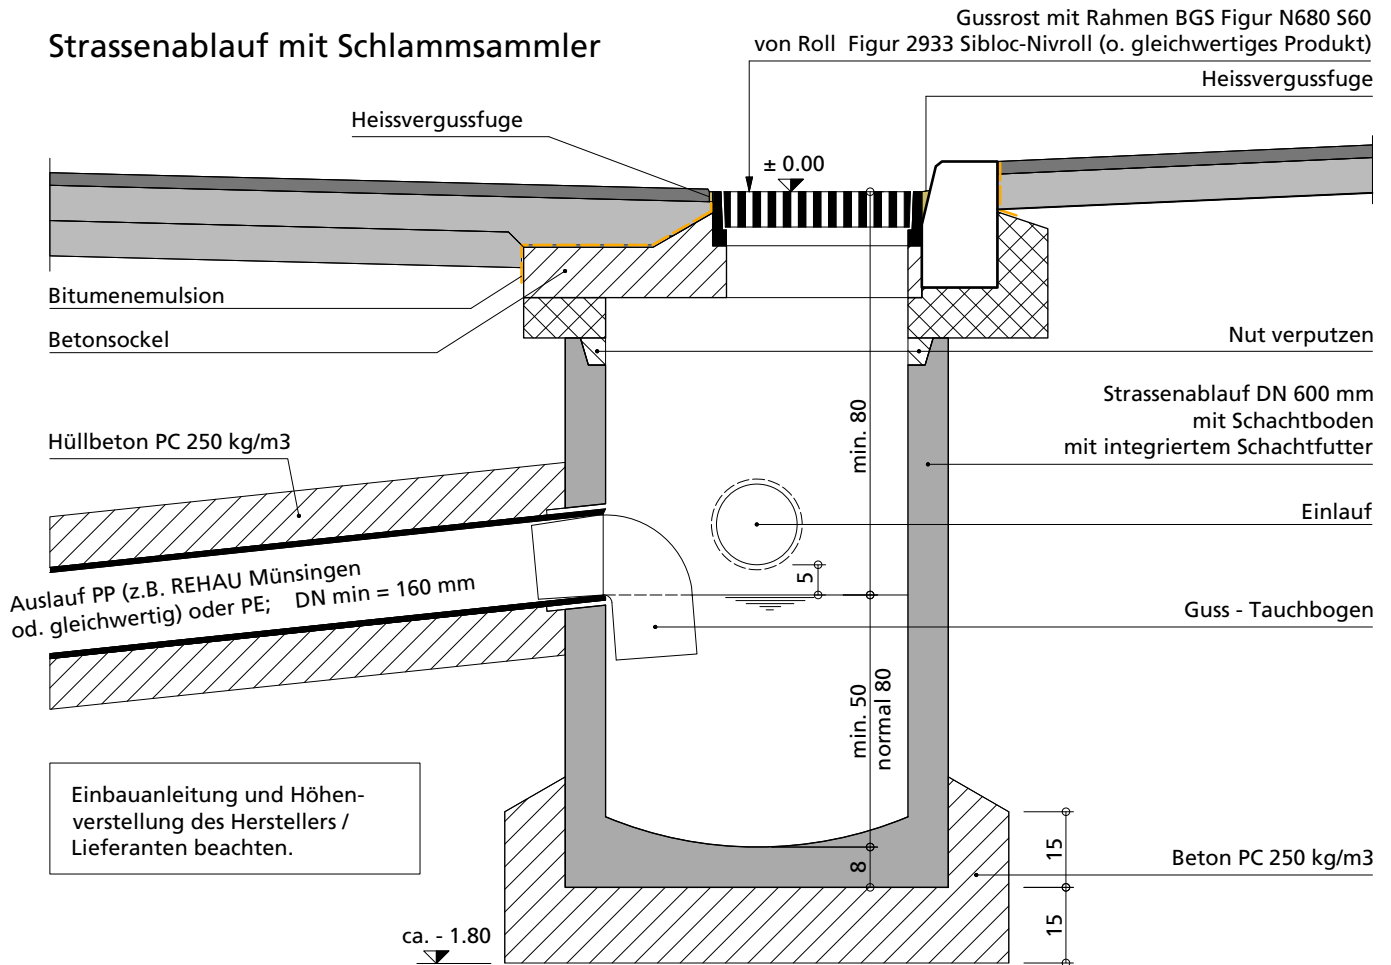 Strassenablauf mit Schlammsammler
Gussrost mit Rahmen BGS Figur N680 S60
von Roll  Figur 2933 Sibloc-Nivroll (o. gleichwertiges Produkt)
Heissvergussfuge
Heissvergussfuge
± 0.00
Bitumenemulsion
Betonsockel
Nut verputzen
Strassenablauf DN 600 mm
mit Schachtboden
mit integriertem Schachtfutter
min. 80
Hüllbeton PC 250 kg/m3
Einlauf
Auslauf PP (z.B. REHAU Münsingen
od. gleichwertig) oder PE;    DN min = 160 mm
5
Guss - Tauchbogen
min. 50
normal 80
Einbauanleitung und Höhen-
verstellung des Herstellers /
Lieferanten beachten.
8
15
Beton PC 250 kg/m3
15
ca. - 1.80